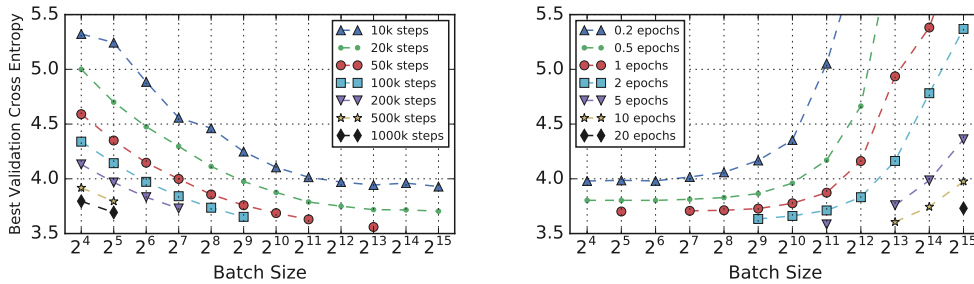 5.5
5.0
4.5
4.0
3.5
Best Validation Cross Entropy
10k steps
20k steps
50k steps
100k steps
200k steps
500k steps
1000k steps
2^4 2^5 2^6 2^7 2^8 2^9 2^10 2^11 2^12 2^13 2^14 2^15
Batch Size
5.5
5.0
4.5
4.0
3.5
0.2 epochs
0.5 epochs
1 epochs
2 epochs
5 epochs
10 epochs
20 epochs
2^4 2^5 2^6 2^7 2^8 2^9 2^10 2^11 2^12 2^13 2^14 2^15
Batch Size